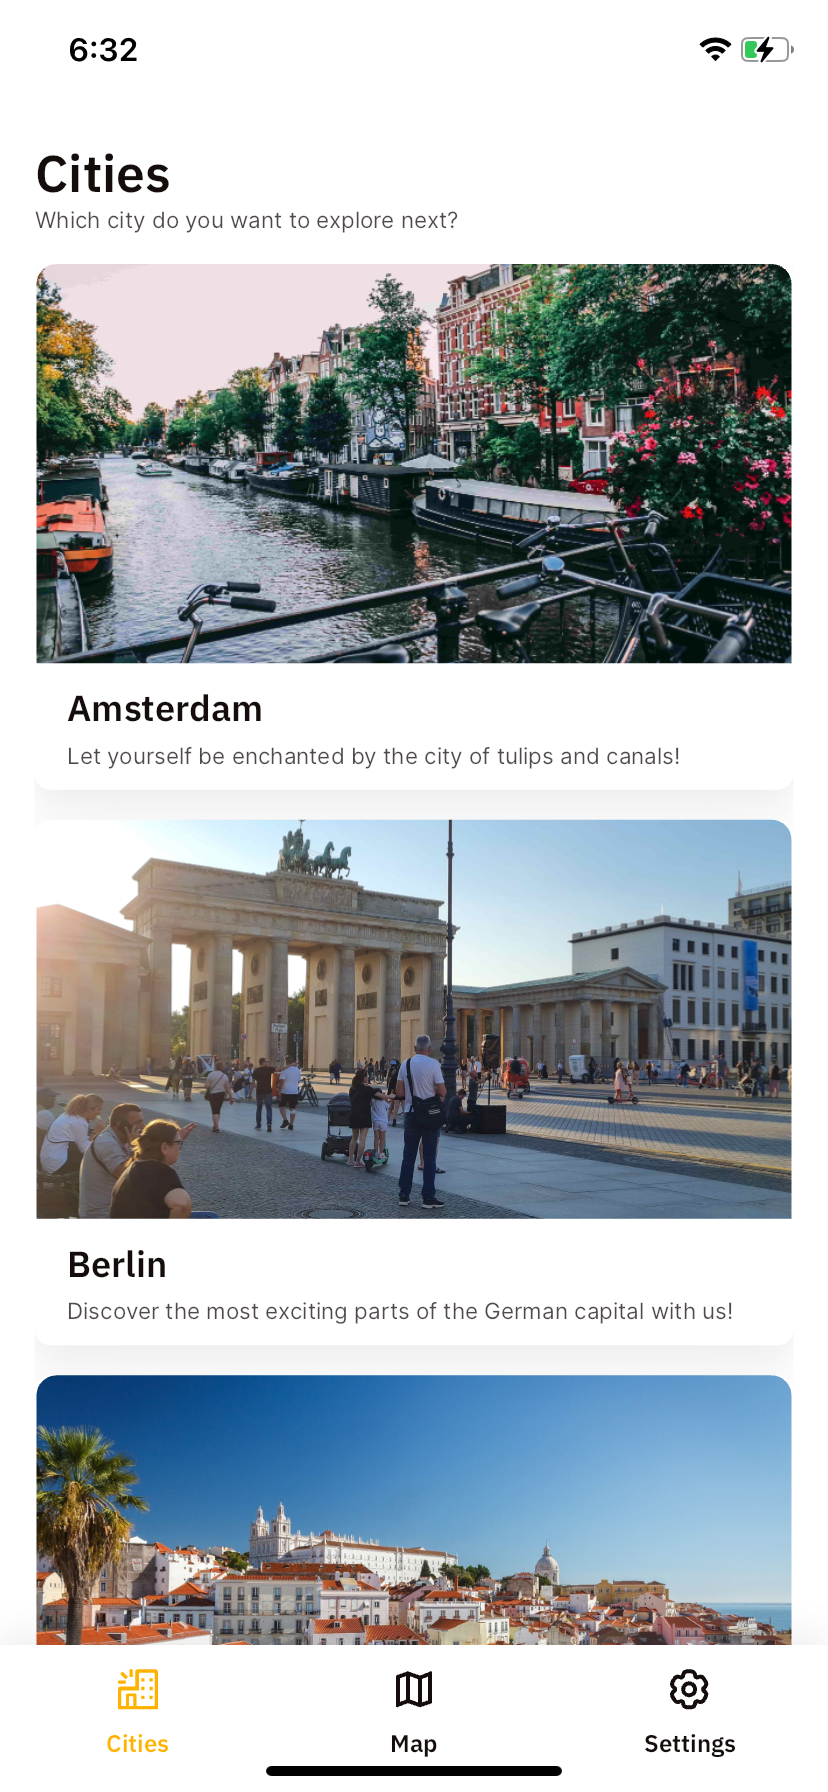 6:32
Cities
Which city do you want to explore next?
Amsterdam
Let yourself be enchanted by the city of tulips and canals!
Berlin
Discover the most exciting parts of the German capital with us!
Cities
Map
Settings